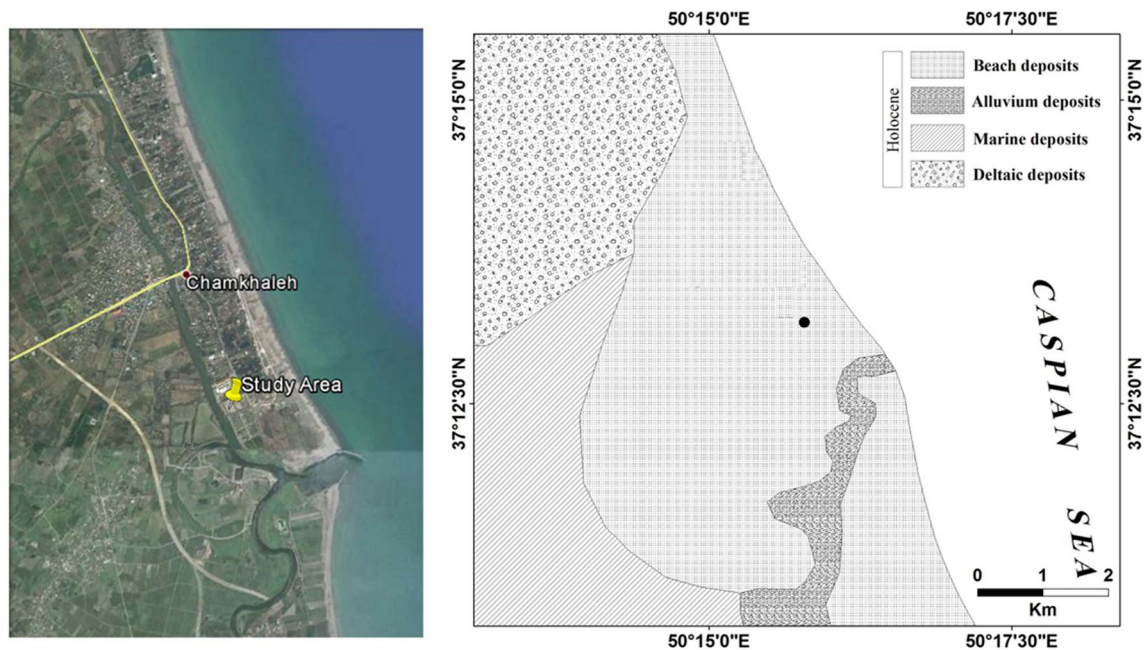 Chamkhaleh
Study Area
50°15'0"E
50°17'30"E
37°15'0"N
37°12'30"N
Holocene
Beach deposits
Alluvium deposits
Marine deposits
Deltaic deposits
37°15'0"N
37°12'30"N
CASPIAN
SEA
0 1 2
Km
50°15'0"E
50°17'30"E